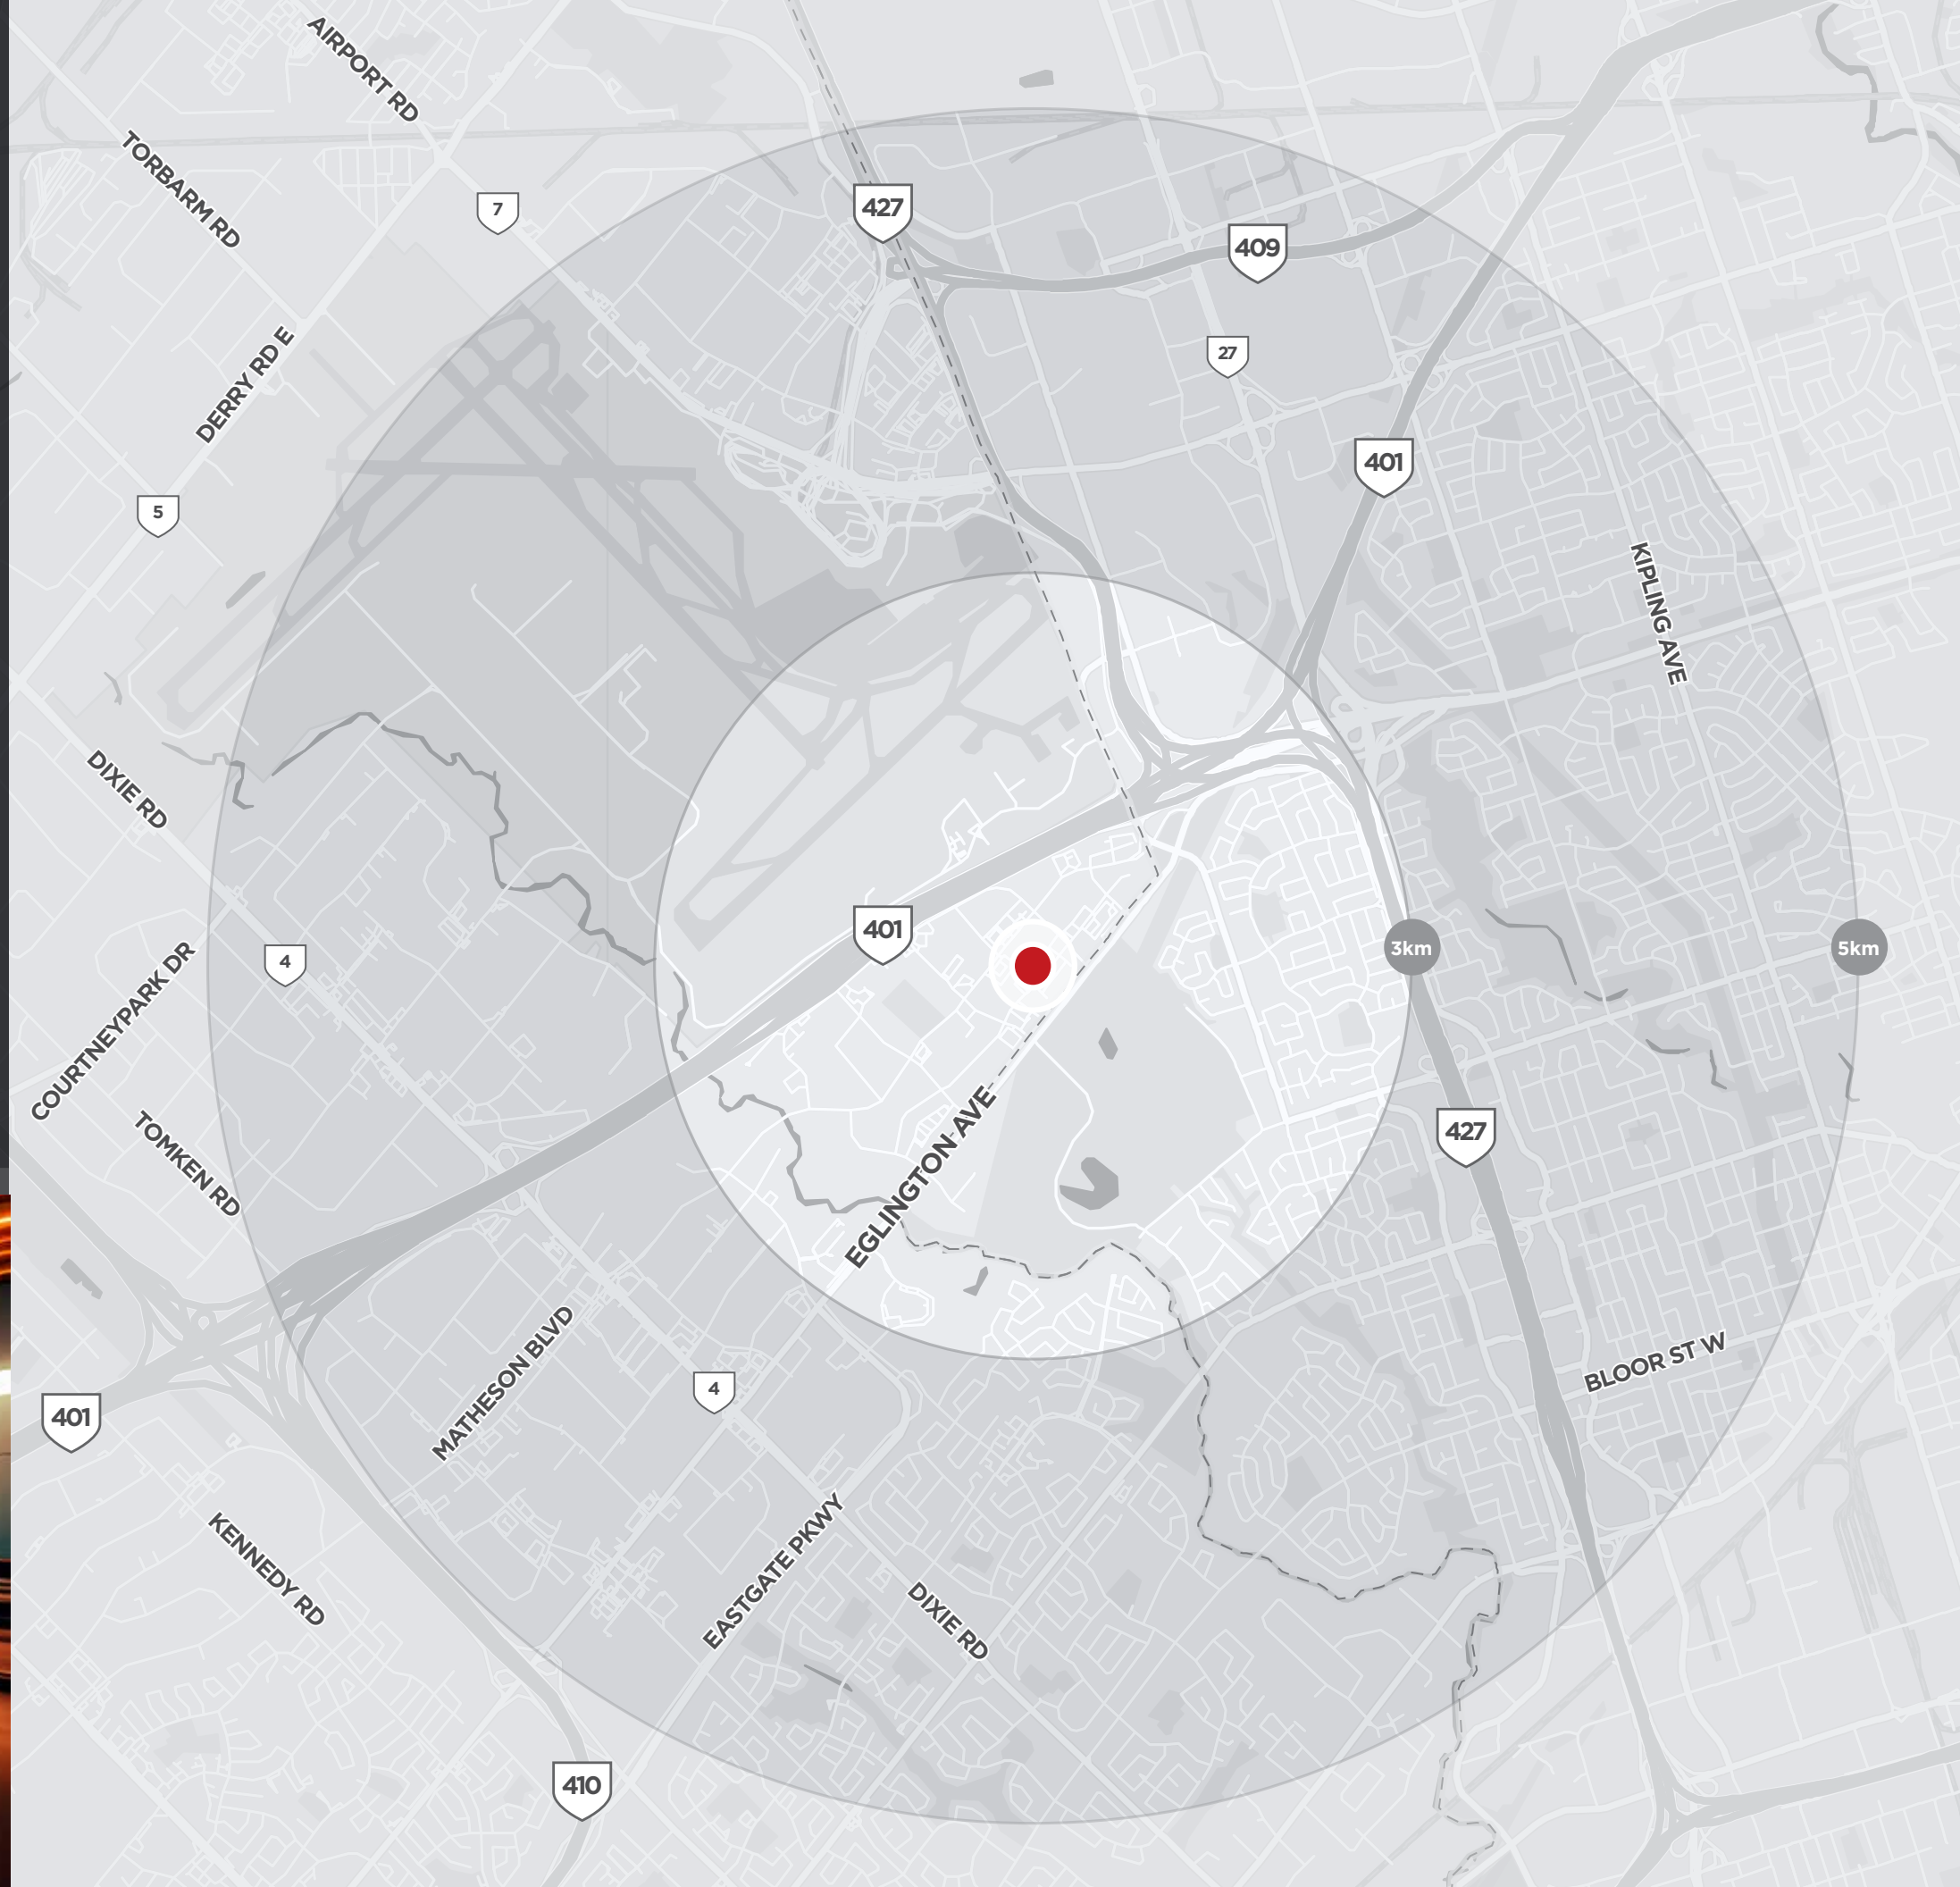 AIRPORT RD
TORBARM RD
7
427
409
DERRY RD E
27
401
5
KIPLING AVE
DIXIE RD
401
3km
5km
4
COURTNEYPARK DR
TOMKEN RD
427
EGLINGTON AVE
MATHESON BLVD
BLOOR ST W
4
401
KENNEDY RD
EASTGATE PKWY
DIXIE RD
410